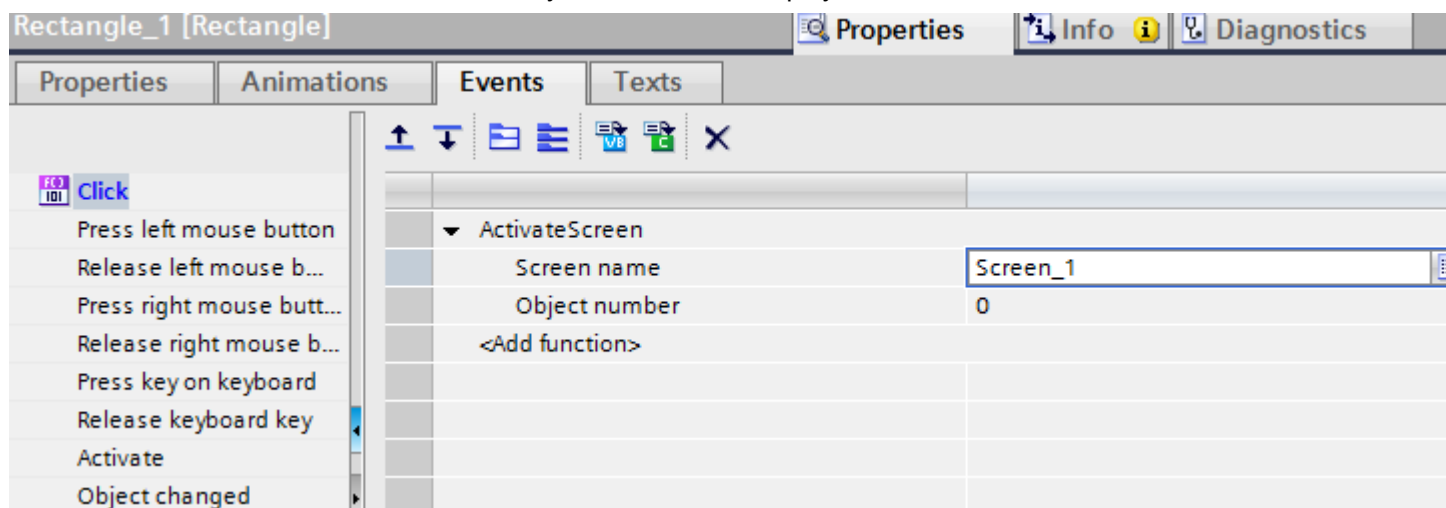 Rectangle_1 [Rectangle]
Properties
Info
Diagnostics
Properties
Animations
Events
Texts
Click
Press left mouse button
Release left mouse b...
Press right mouse butt...
Release right mouse b...
Press key on keyboard
Release keyboard key
Activate
Object changed
ActivateScreen
Screen name
Screen_1
Object number
0
<Add function>